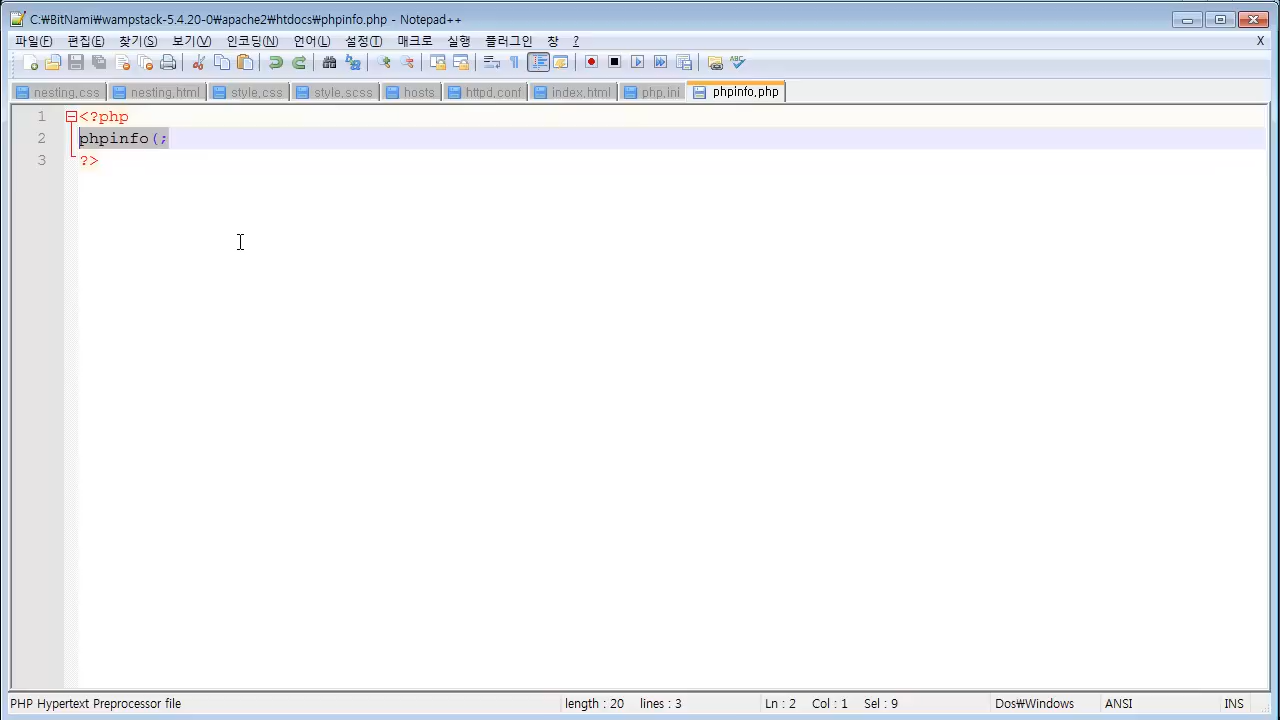 C:₩BitNami₩wampstack-5.4.20-0₩apache2₩htdocs₩phpinfo.php - Notepad++
파일(F) 편집(E) 찾기(S) 보기(V) 인코딩(N) 언어(L) 설정(T) 매크로 실행 플러그인 창 ? X
nesting.css nesting.html style.css style.scss hosts httpd.conf index.html php.ini phpinfo.php
1 <?php
2 phpinfo(;
3 ?>
PHP Hypertext Preprocessor file length : 20 lines : 3 Ln : 2 Col : 1 Sel : 9 Dos₩Windows ANSI INS